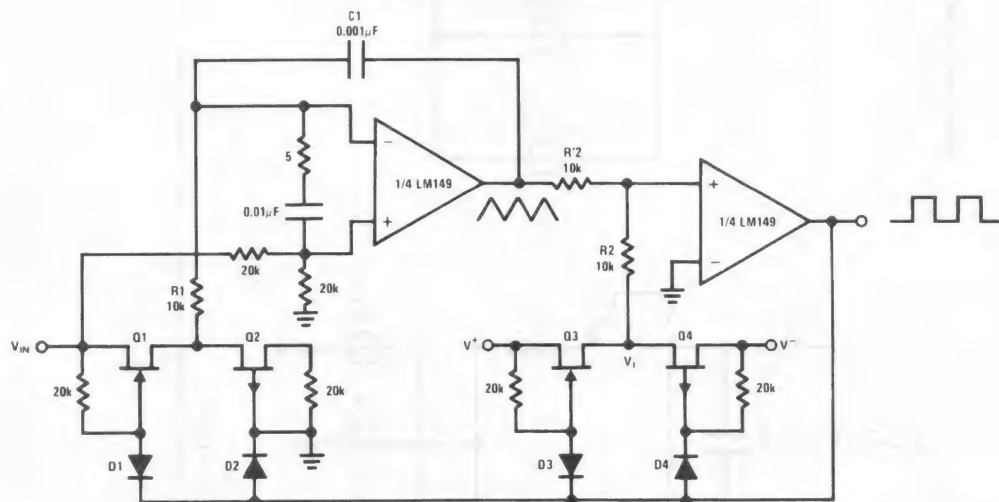 C1
0.001μF
5
0.01μF
−
+
1/4 LM149
R'2
10k
+
−
1/4 LM149
20k
20k
R2
10k
R1
10k
VIN
Q1
Q2
20k
20k
D1
D2
V+
Q3
V1
Q4
V−
20k
20k
D3
D4